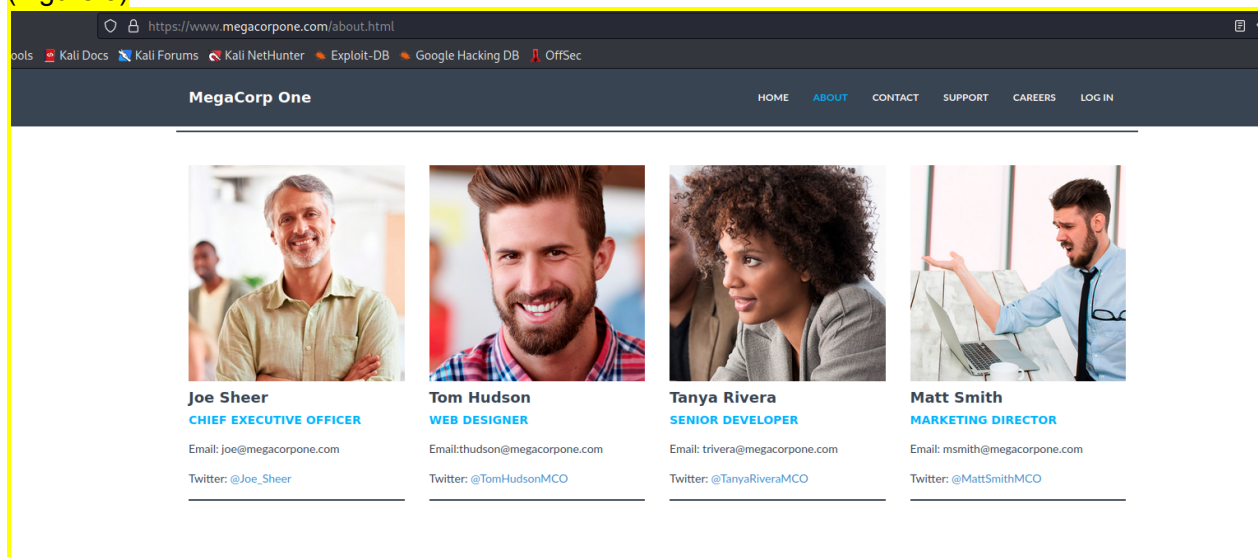 https://www.megacorpone.com/about.html
Kali Docs Kali Forums Kali NetHunter Exploit-DB Google Hacking DB OffSec
MegaCorp One HOME ABOUT CONTACT SUPPORT CAREERS LOG IN
Joe Sheer Tom Hudson Tanya Rivera Matt Smith
CHIEF EXECUTIVE OFFICER WEB DESIGNER SENIOR DEVELOPER MARKETING DIRECTOR
Email: joe@megacorpone.com Email:thudson@megacorpone.com Email: trivera@megacorpone.com Email: msmith@megacorpone.com
Twitter: @Joe_Sheer Twitter: @TomHudsonMCO Twitter: @TanyaRiveraMCO Twitter: @MattSmithMCO